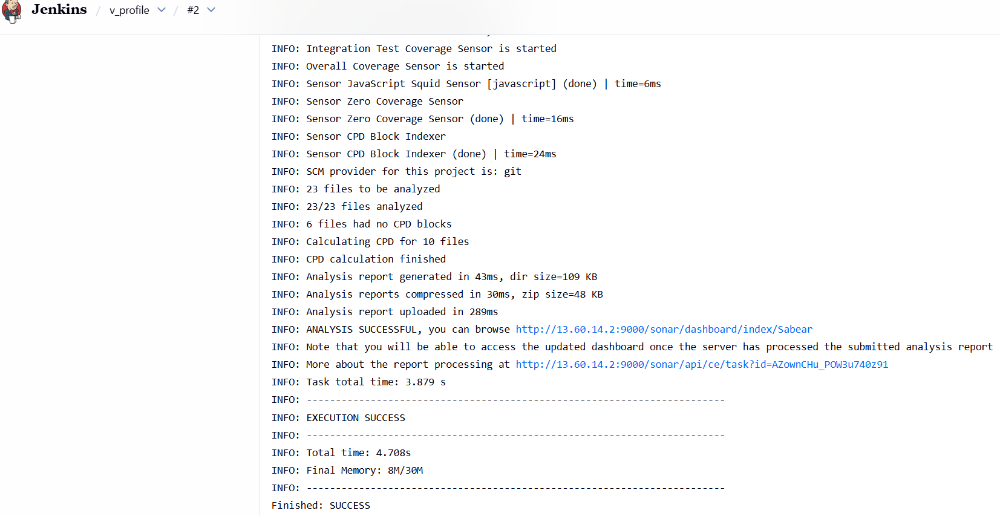 Jenkins / v_profile / #2
INFO: Integration Test Coverage Sensor is started
INFO: Overall Coverage Sensor is started
INFO: Sensor JavaScript Squid Sensor [javascript] (done) | time=6ms
INFO: Sensor Zero Coverage Sensor
INFO: Sensor Zero Coverage Sensor (done) | time=16ms
INFO: Sensor CPD Block Indexer
INFO: Sensor CPD Block Indexer (done) | time=24ms
INFO: SCM provider for this project is: git
INFO: 23 files to be analyzed
INFO: 23/23 files analyzed
INFO: 6 files had no CPD blocks
INFO: Calculating CPD for 10 files
INFO: CPD calculation finished
INFO: Analysis report generated in 43ms, dir size=109 KB
INFO: Analysis reports compressed in 30ms, zip size=48 KB
INFO: Analysis report uploaded in 289ms
INFO: ANALYSIS SUCCESSFUL, you can browse http://13.60.14.2:9000/sonar/dashboard/index/Sabear
INFO: Note that you will be able to access the updated dashboard once the server has processed the submitted analysis report
INFO: More about the report processing at http://13.60.14.2:9000/sonar/api/ce/task?id=AZownCHu_POW3u740z91
INFO: Task total time: 3.879 s
INFO: ------------------------------------------------------------------------
INFO: EXECUTION SUCCESS
INFO: ------------------------------------------------------------------------
INFO: Total time: 4.708s
INFO: Final Memory: 8M/30M
INFO: ------------------------------------------------------------------------
Finished: SUCCESS